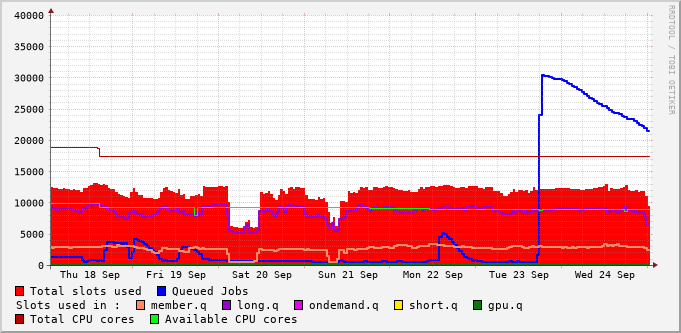 40000
35000
30000
25000
20000
15000
10000
5000
0
Thu 18 Sep Fri 19 Sep Sat 20 Sep Sun 21 Sep Mon 22 Sep Tue 23 Sep Wed 24 Sep
Total slots used Queued Jobs
Slots used in : member.q long.q ondemand.q short.q gpu.q
Total CPU cores Available CPU cores
RRDTOOL / TOBI OETIKER